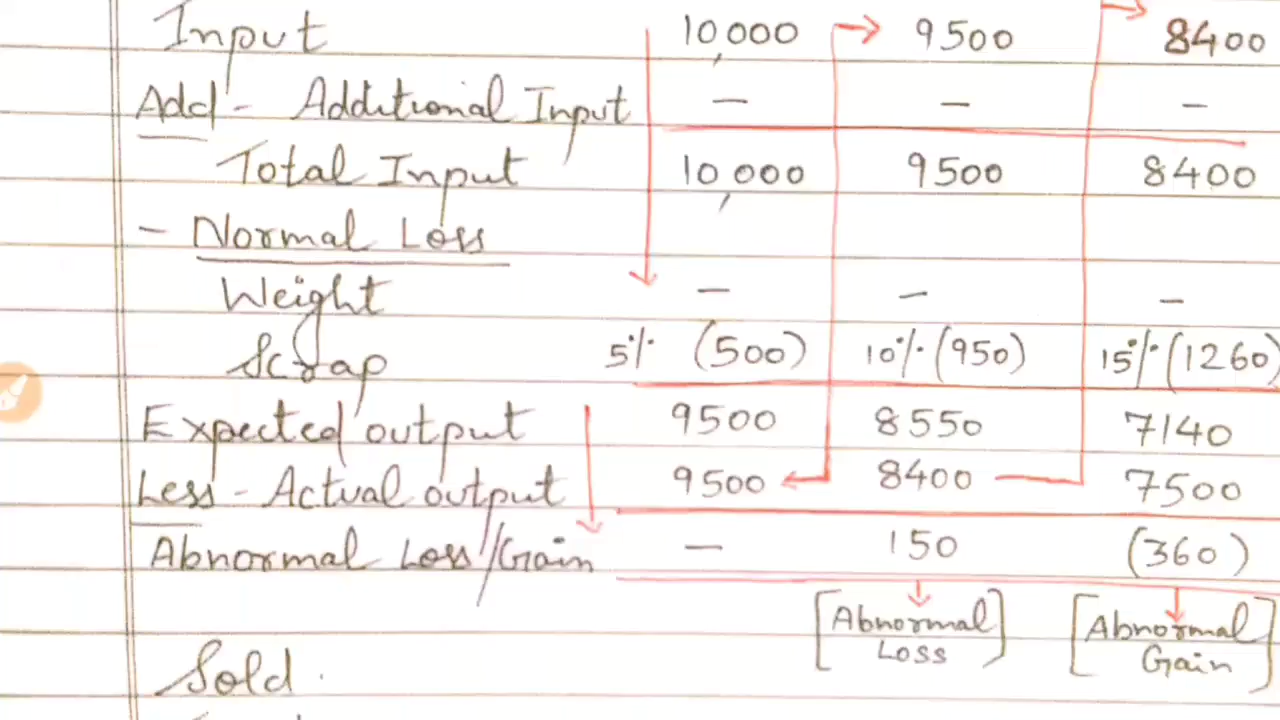 Input 10,000 9500 8400
Add - Additional Input - - -
Total Input 10,000 9500 8400
- Normal Loss
Weight - - -
Scrap 5% (500) 10% (950) 15% (1260)
Expected output 9500 8550 7140
Less - Actual output 9500 8400 7500
Abnormal Loss/Gain - 150 (360)
[Abnormal Loss] [Abnormal Gain]
Sold